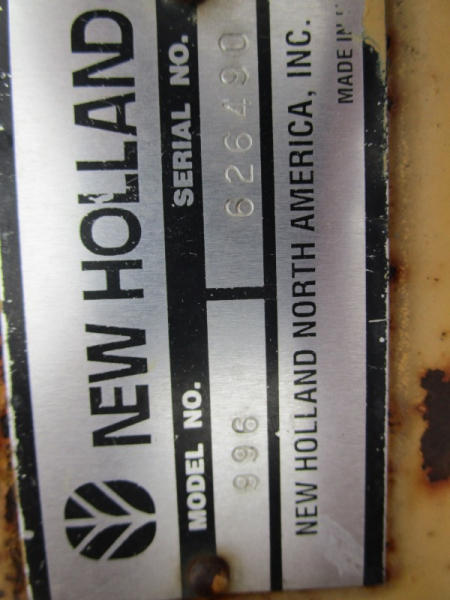 NEW HOLLAND
MODEL NO. SERIAL NO.
996 626490
NEW HOLLAND NORTH AMERICA, INC.
MADE IN